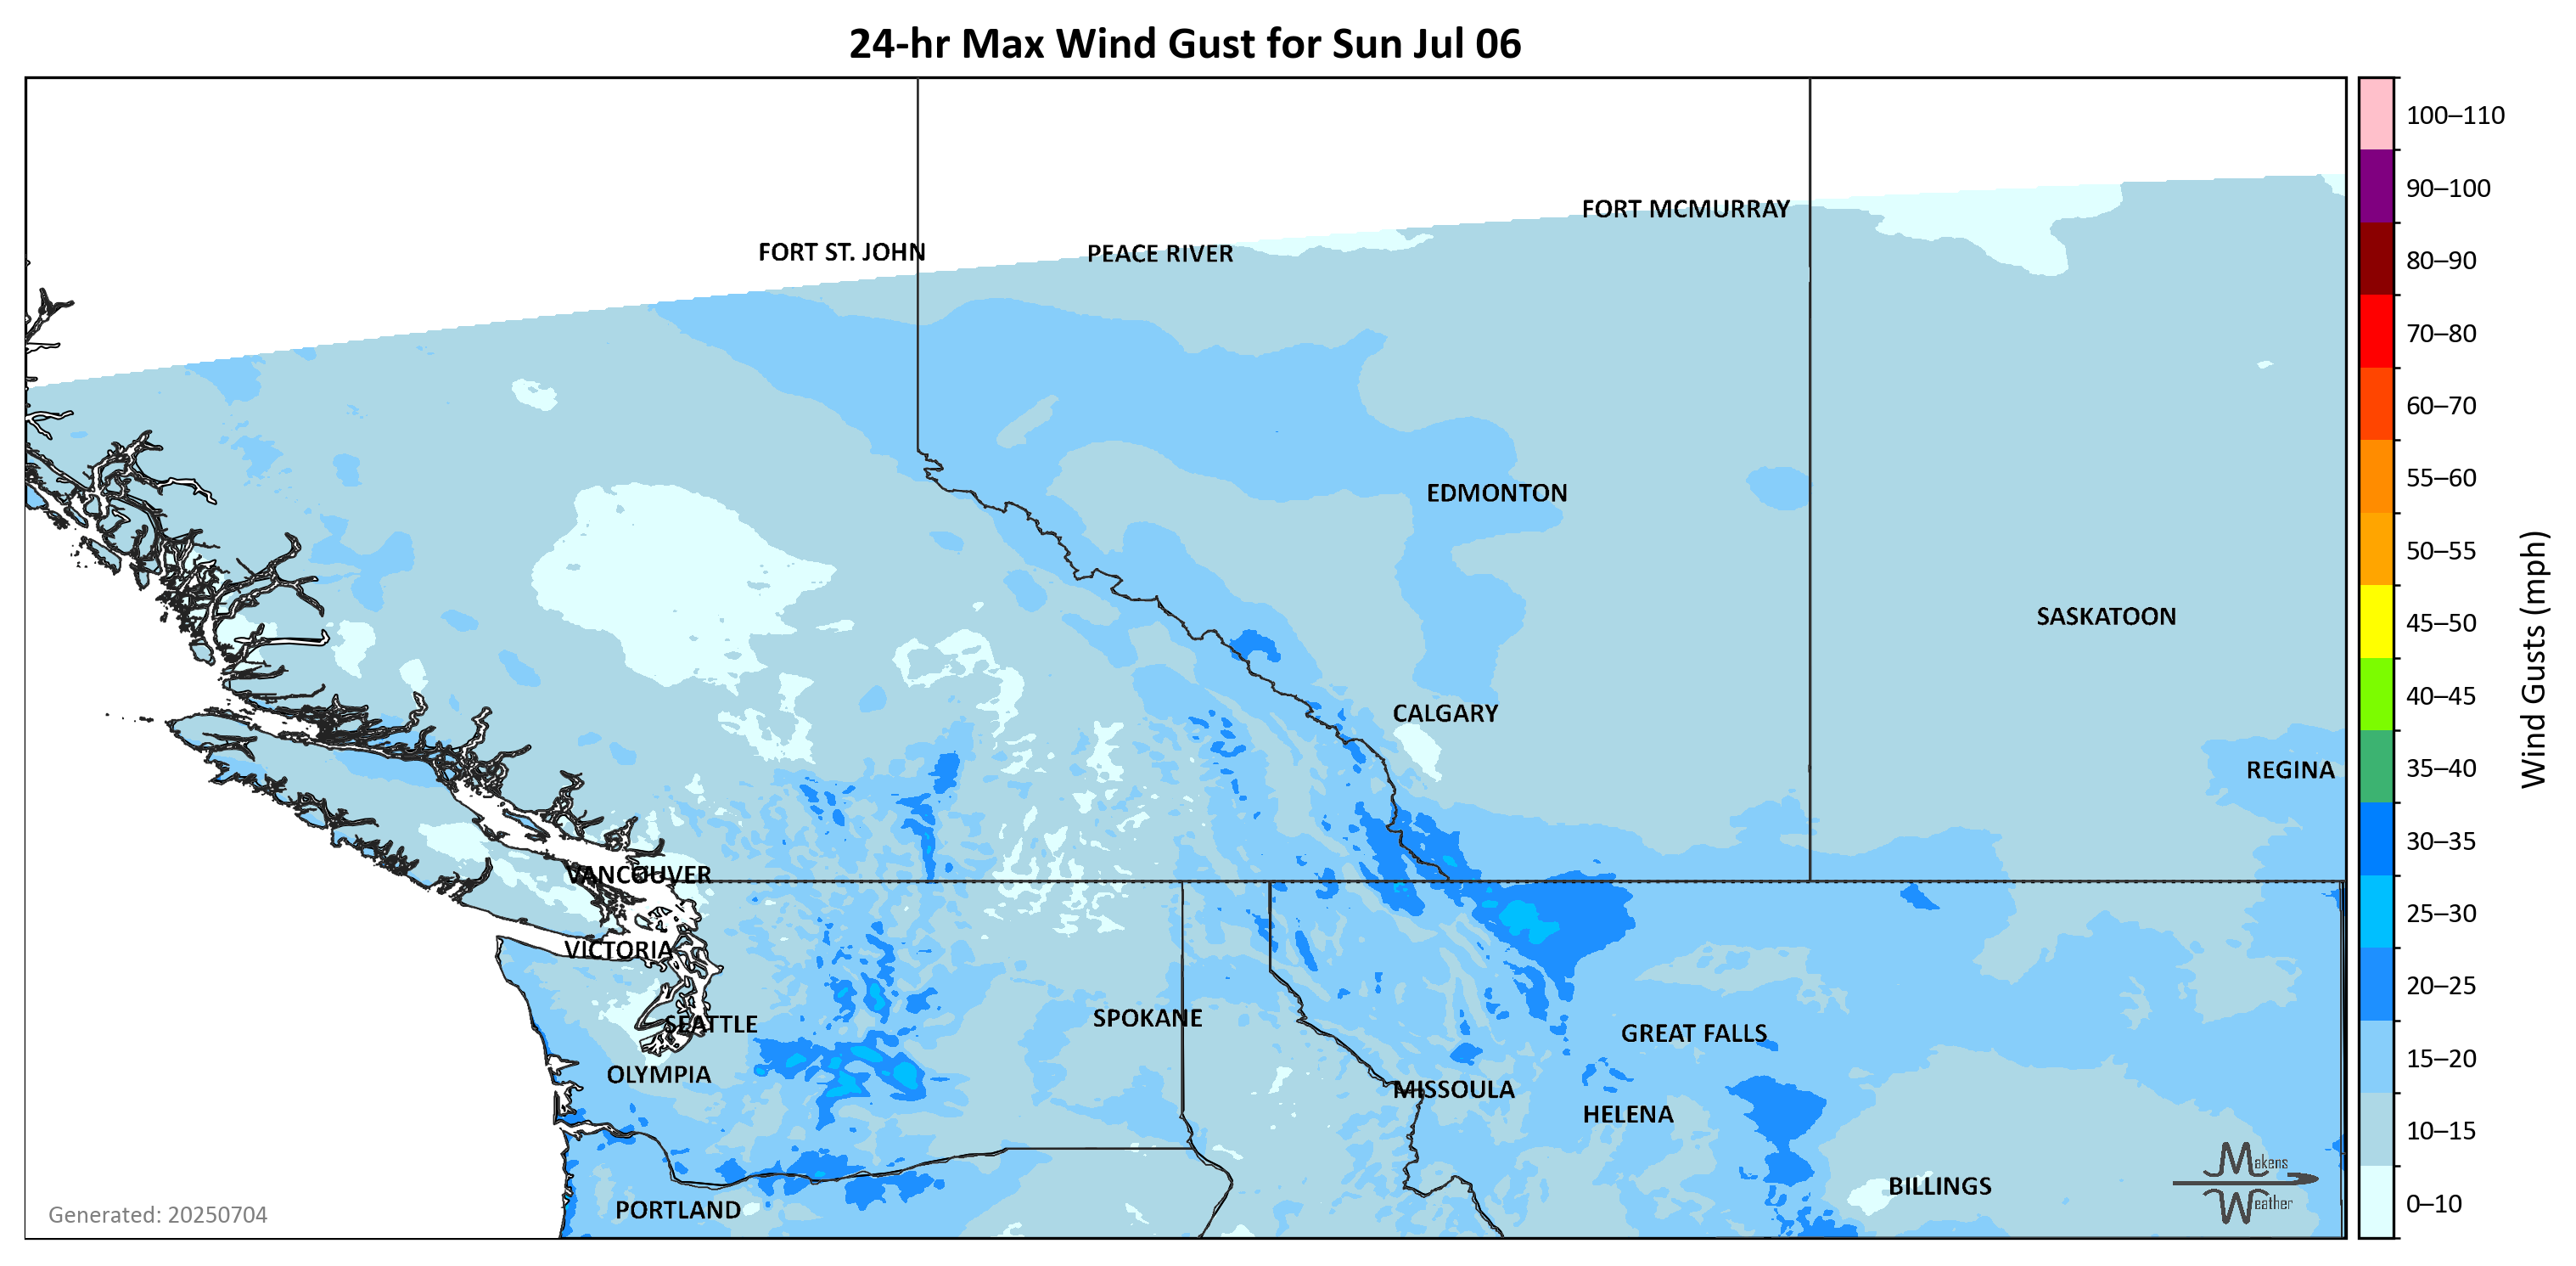 24-hr Max Wind Gust for Sun Jul 06
100–110
90–100
80–90
70–80
60–70
55–60
50–55
45–50
40–45
35–40
30–35
25–30
20–25
15–20
10–15
0–10
Wind Gusts (mph)
FORT MCMURRAY
FORT ST. JOHN
PEACE RIVER
EDMONTON
SASKATOON
CALGARY
REGINA
VANCOUVER
VICTORIA
SEATTLE
SPOKANE
GREAT FALLS
OLYMPIA
MISSOULA
HELENA
BILLINGS
PORTLAND
Makens
Weather
Generated: 20250704